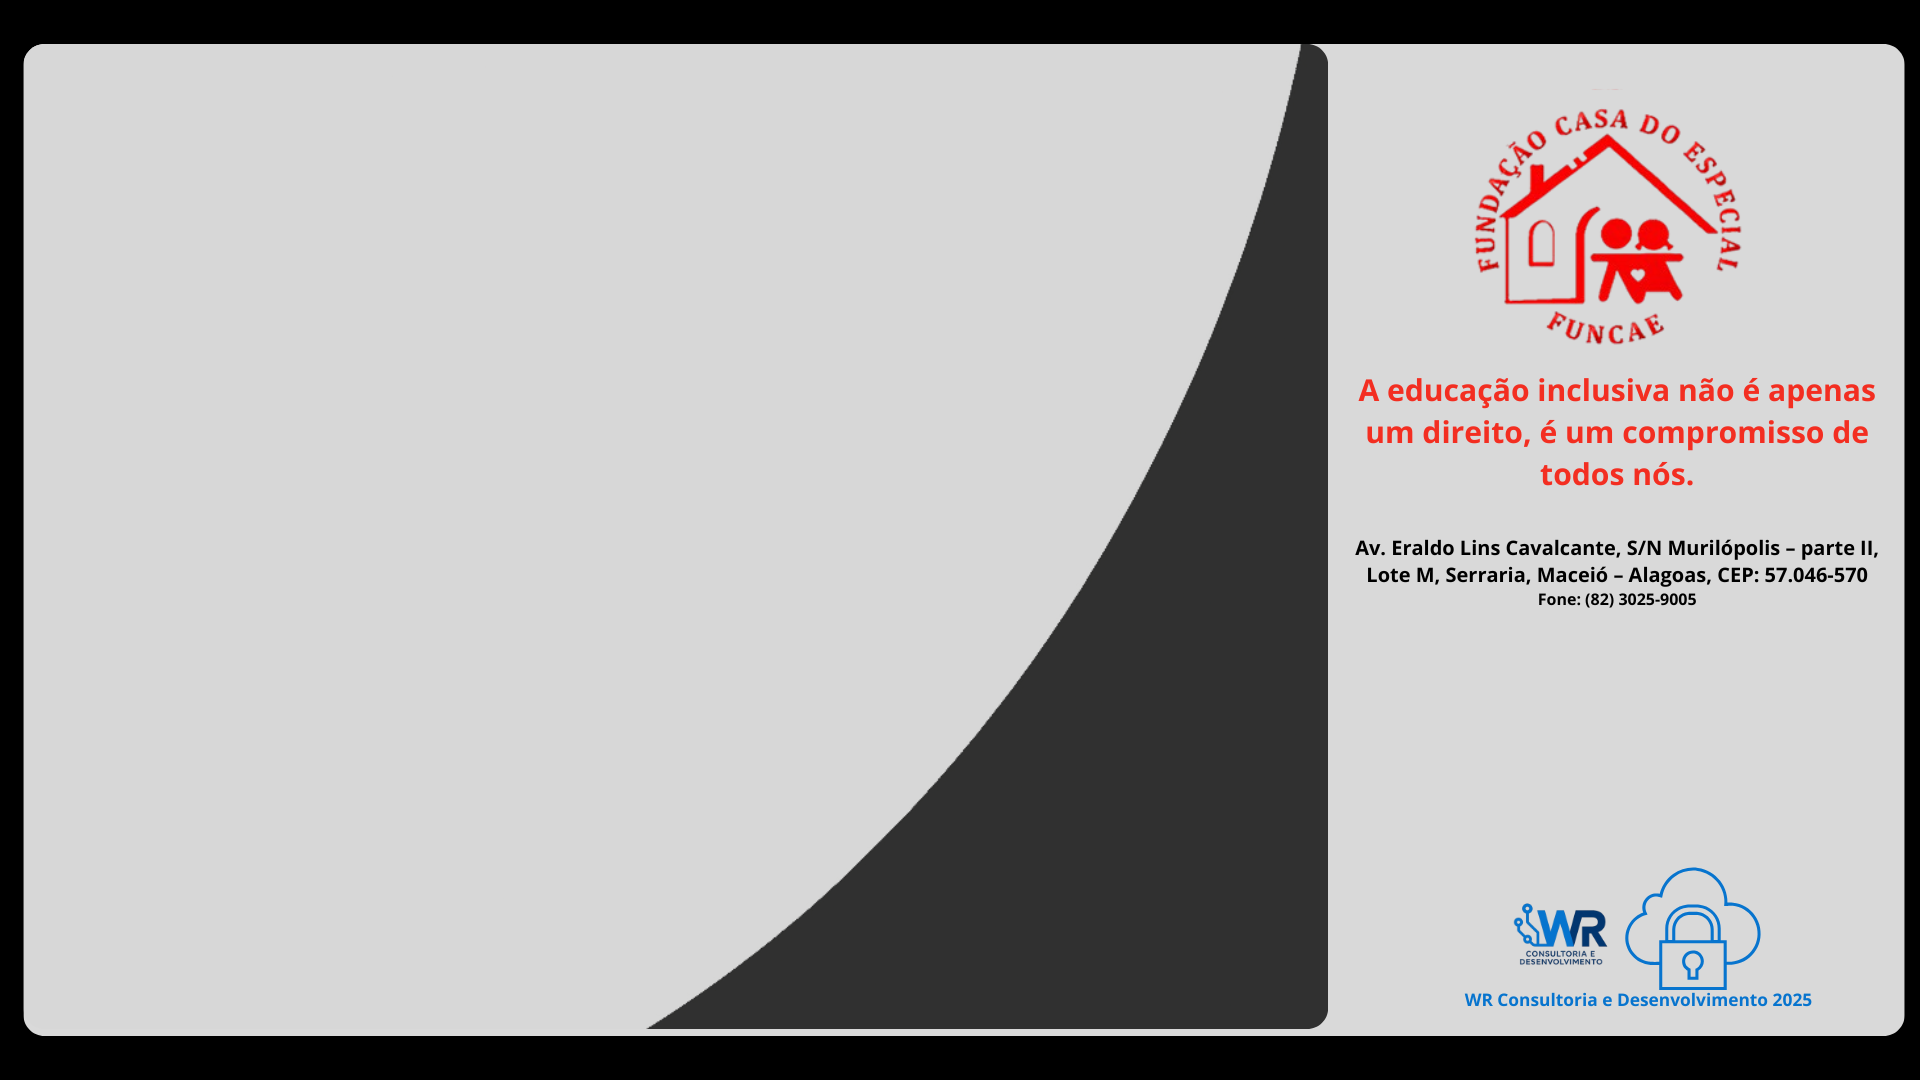 FUNDAÇÃO CASA DO ESPECIAL
FUNCAE
A educação inclusiva não é apenas
um direito, é um compromisso de
todos nós.
Av. Eraldo Lins Cavalcante, S/N Murilópolis – parte II,
Lote M, Serraria, Maceió – Alagoas, CEP: 57.046-570
Fone: (82) 3025-9005
WR
CONSULTORIA E
DESENVOLVIMENTO
WR Consultoria e Desenvolvimento 2025